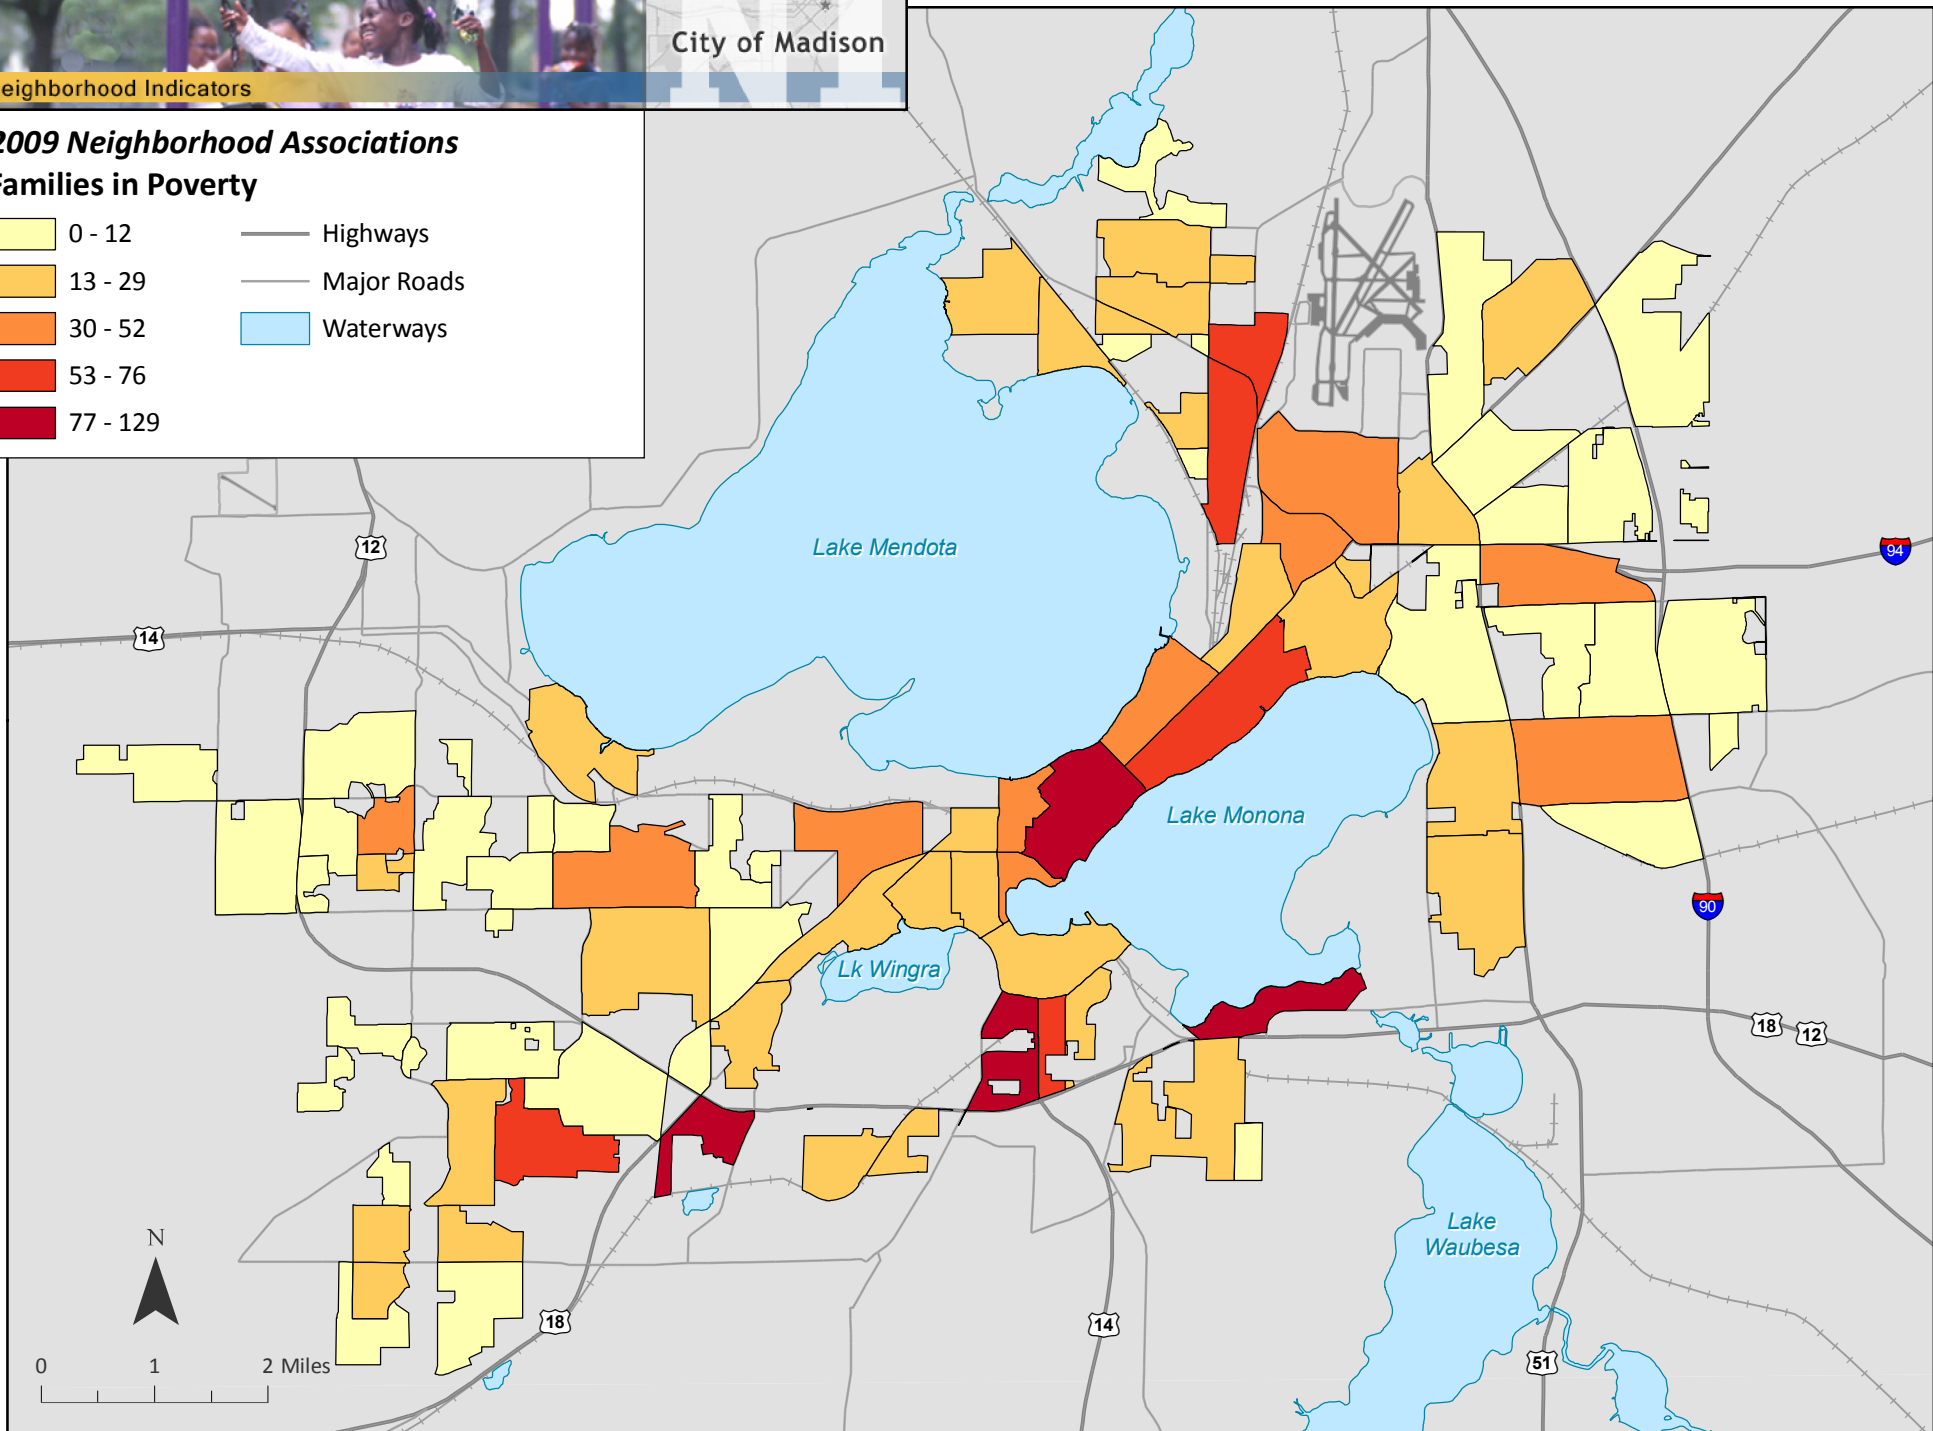 City of Madison
eighborhood Indicators
2009 Neighborhood Associations
Families in Poverty
0 - 12
Highways
13 - 29
Major Roads
30 - 52
Waterways
53 - 76
77 - 129
12
Lake Mendota
94
14
Lake Monona
90
Lk Wingra
18
12
Lake
Waubesa
N
18
14
0 1 2 Miles
51